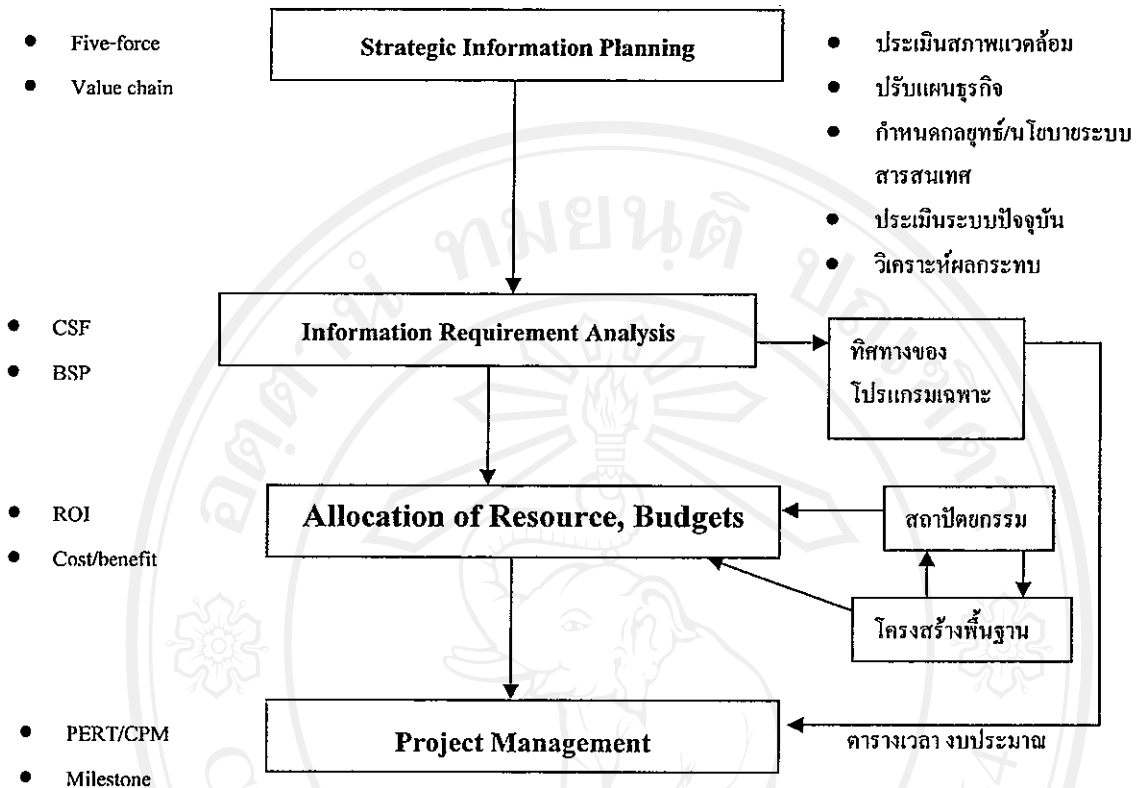 Five-force
Value chain
Strategic Information Planning
ประเมินสภาพแวดล้อม
ปรับแผนธุรกิจ
กำหนดกลยุทธ์/นโยบายระบบ
สารสนเทศ
ประเมินระบบปัจจุบัน
วิเคราะห์ผลกระทบ
CSF
BSP
Information Requirement Analysis
ทิศทางของ
โปรแกรมเฉพาะ
ROI
Cost/benefit
Allocation of Resource, Budgets
สถาปัตยกรรม
โครงสร้างพื้นฐาน
PERT/CPM
Milestone
Project Management
ตารางเวลา งบประมาณ